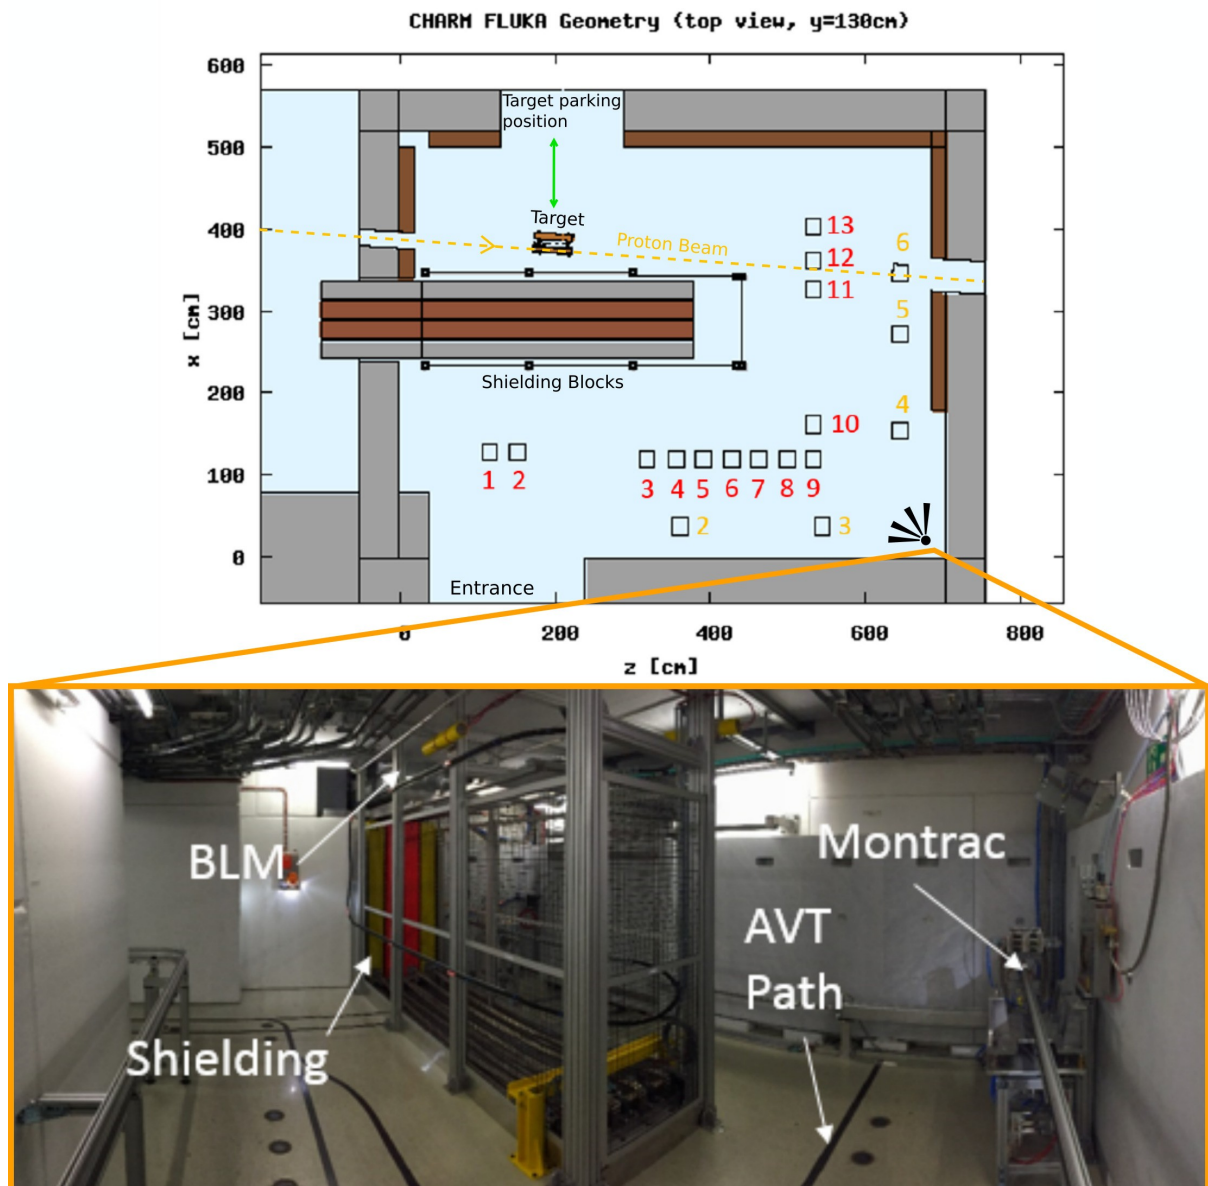 CHARM FLUKA Geometry (top view, y=130cm)
600
500
400
300
200
100
0
x [cm]
Target parking
position
Target
Proton Beam
13
12
11
6
5
4
10
Shielding Blocks
1 2
3 4 5 6 7 8 9
2 3
Entrance
0 200 400 600 800
z [cm]
BLM
Montrac
AVT
Path
Shielding